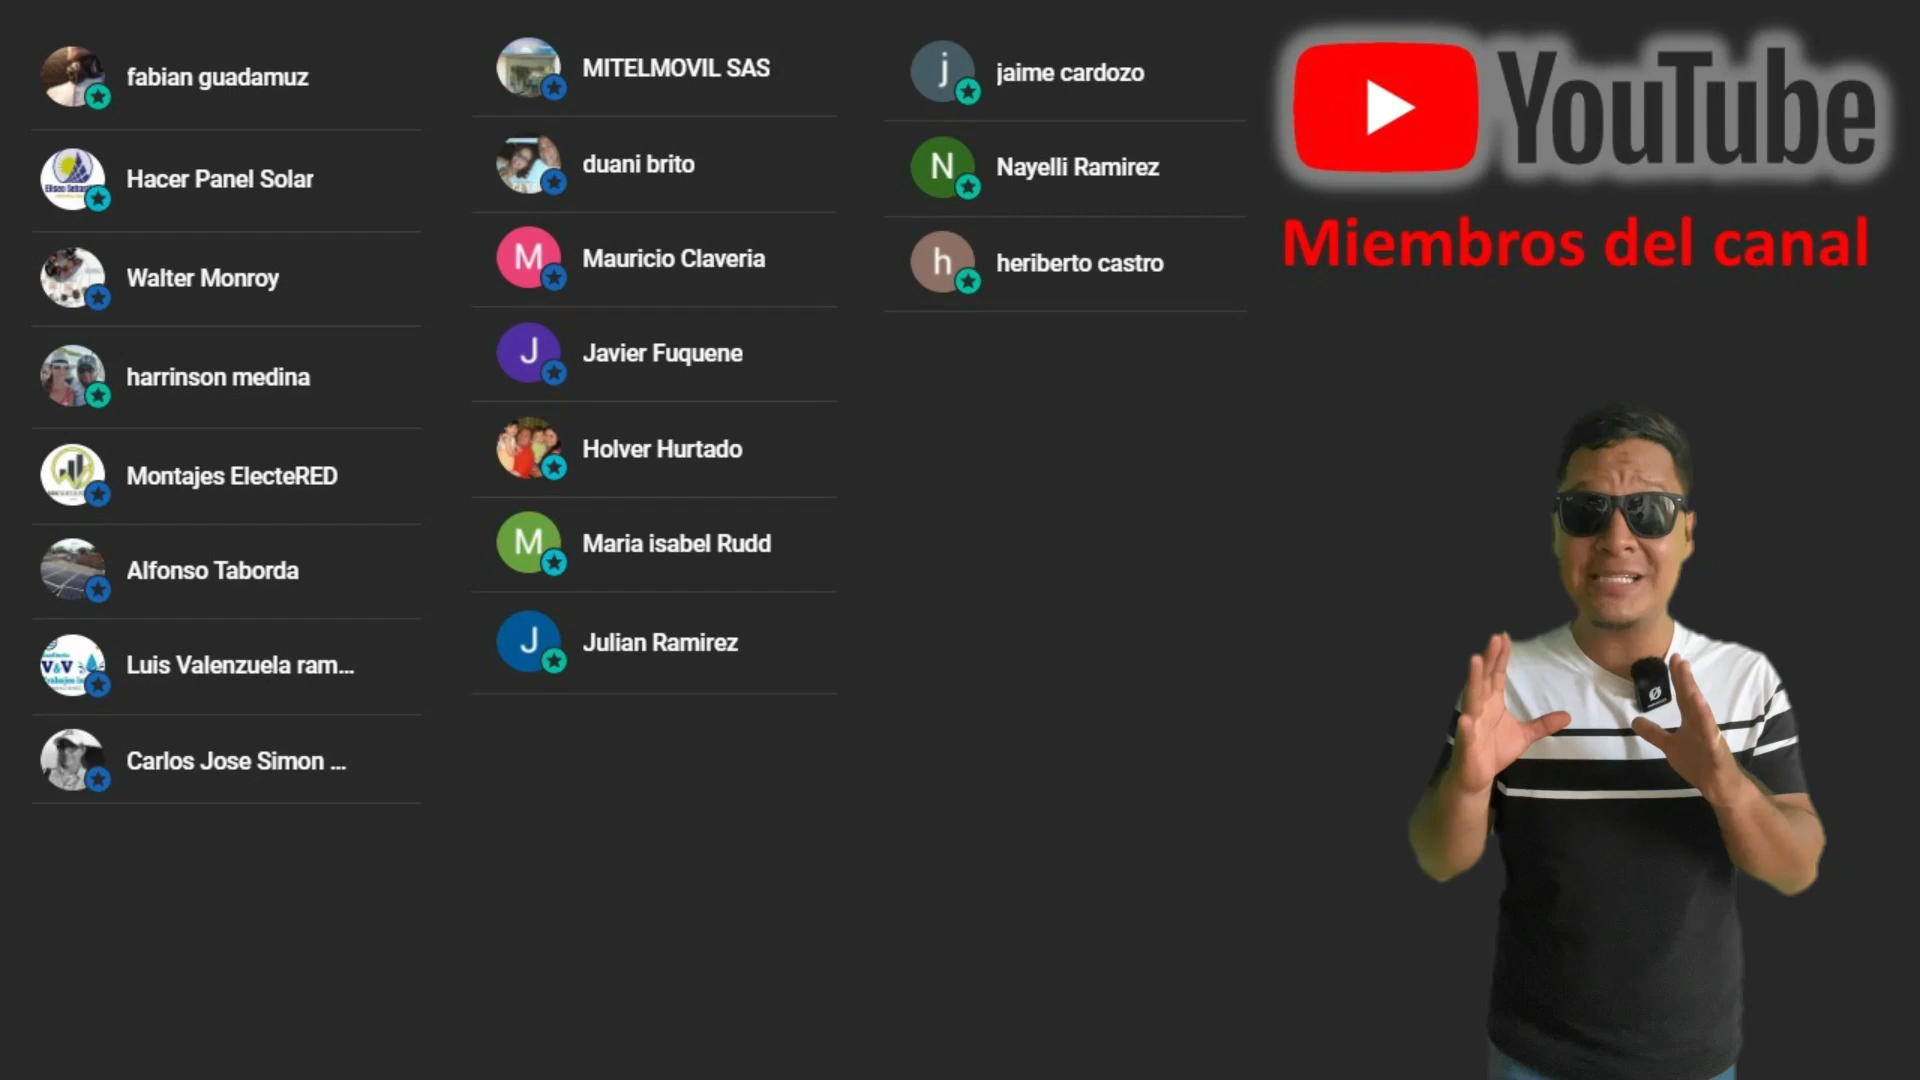 fabian guadamuz
Hacer Panel Solar
Walter Monroy
harrinson medina
Montajes ElecteRED
Alfonso Taborda
Luis Valenzuela ram...
Carlos Jose Simon ...
MITELMOVIL SAS
duani brito
M
Mauricio Claveria
J
Javier Fuquene
Holver Hurtado
M
Maria isabel Rudd
J
Julian Ramirez
j
jaime cardozo
N
Nayelli Ramirez
h
heriberto castro
YouTube
Miembros del canal
V&V